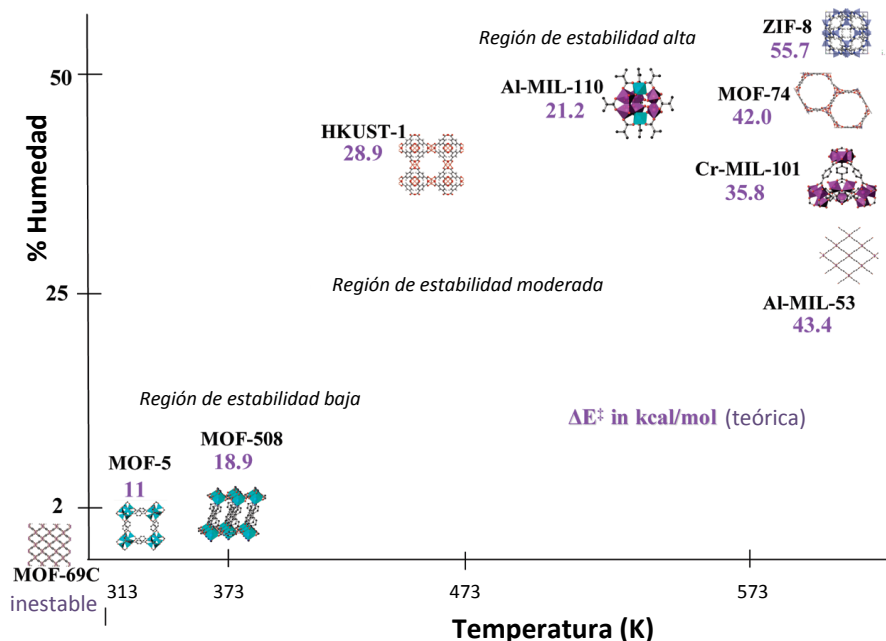 ZIF-8
55.7
Región de estabilidad alta
50
Al-MIL-110
21.2
MOF-74
42.0
HKUST-1
28.9
Cr-MIL-101
35.8
% Humedad
25
Región de estabilidad moderada
Al-MIL-53
43.4
Región de estabilidad baja
ΔE‡ in kcal/mol (teórica)
MOF-508
18.9
MOF-5
11
2
MOF-69C
inestable
313 373 473 573
Temperatura (K)